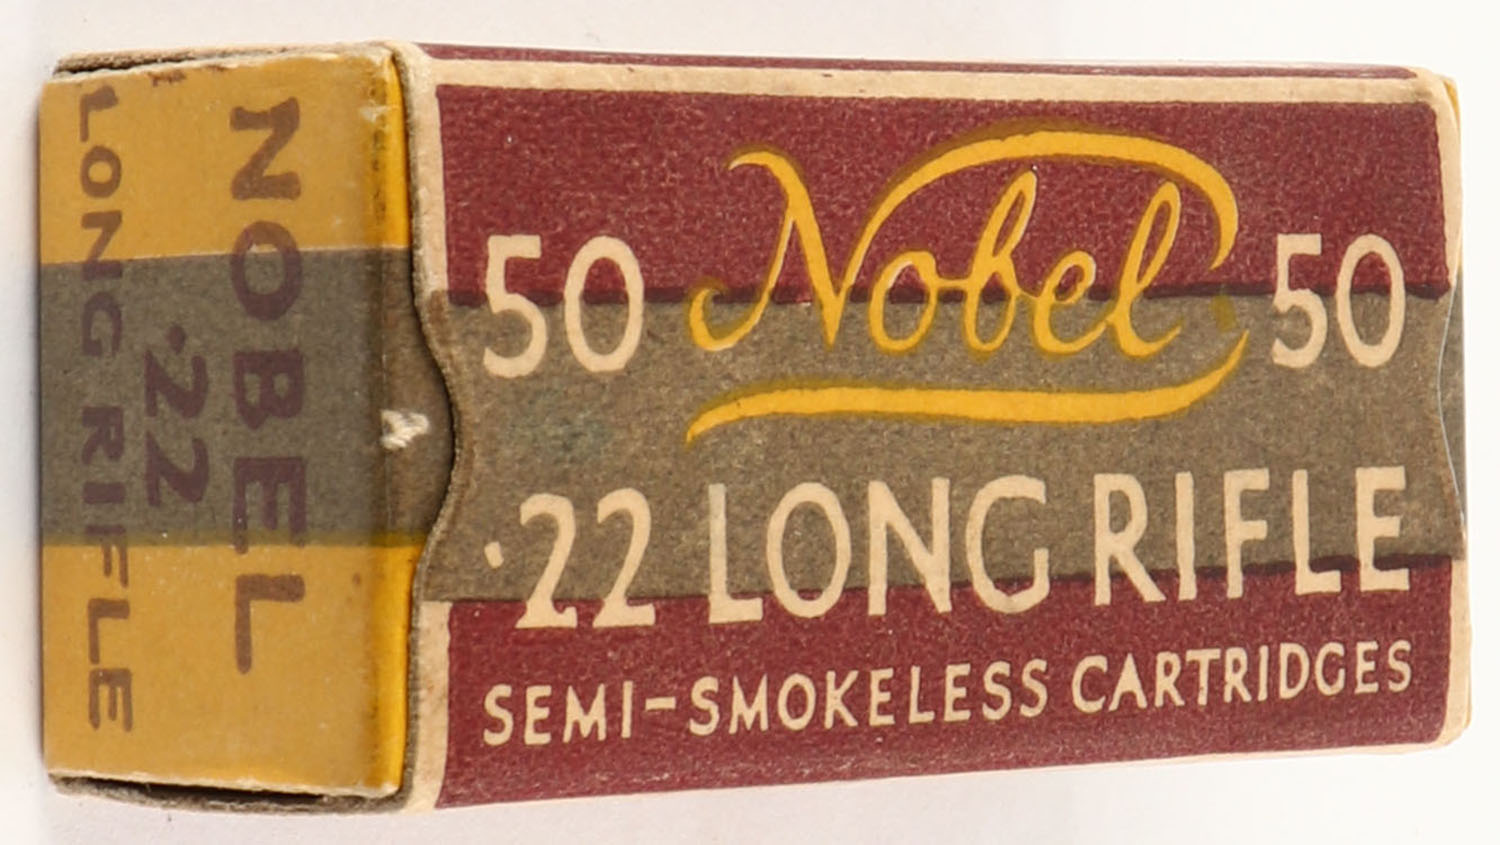 50 Nobel 50
·22 LONG RIFLE
SEMI-SMOKELESS CARTRIDGES
NOBEL
·22
LONG RIFLE